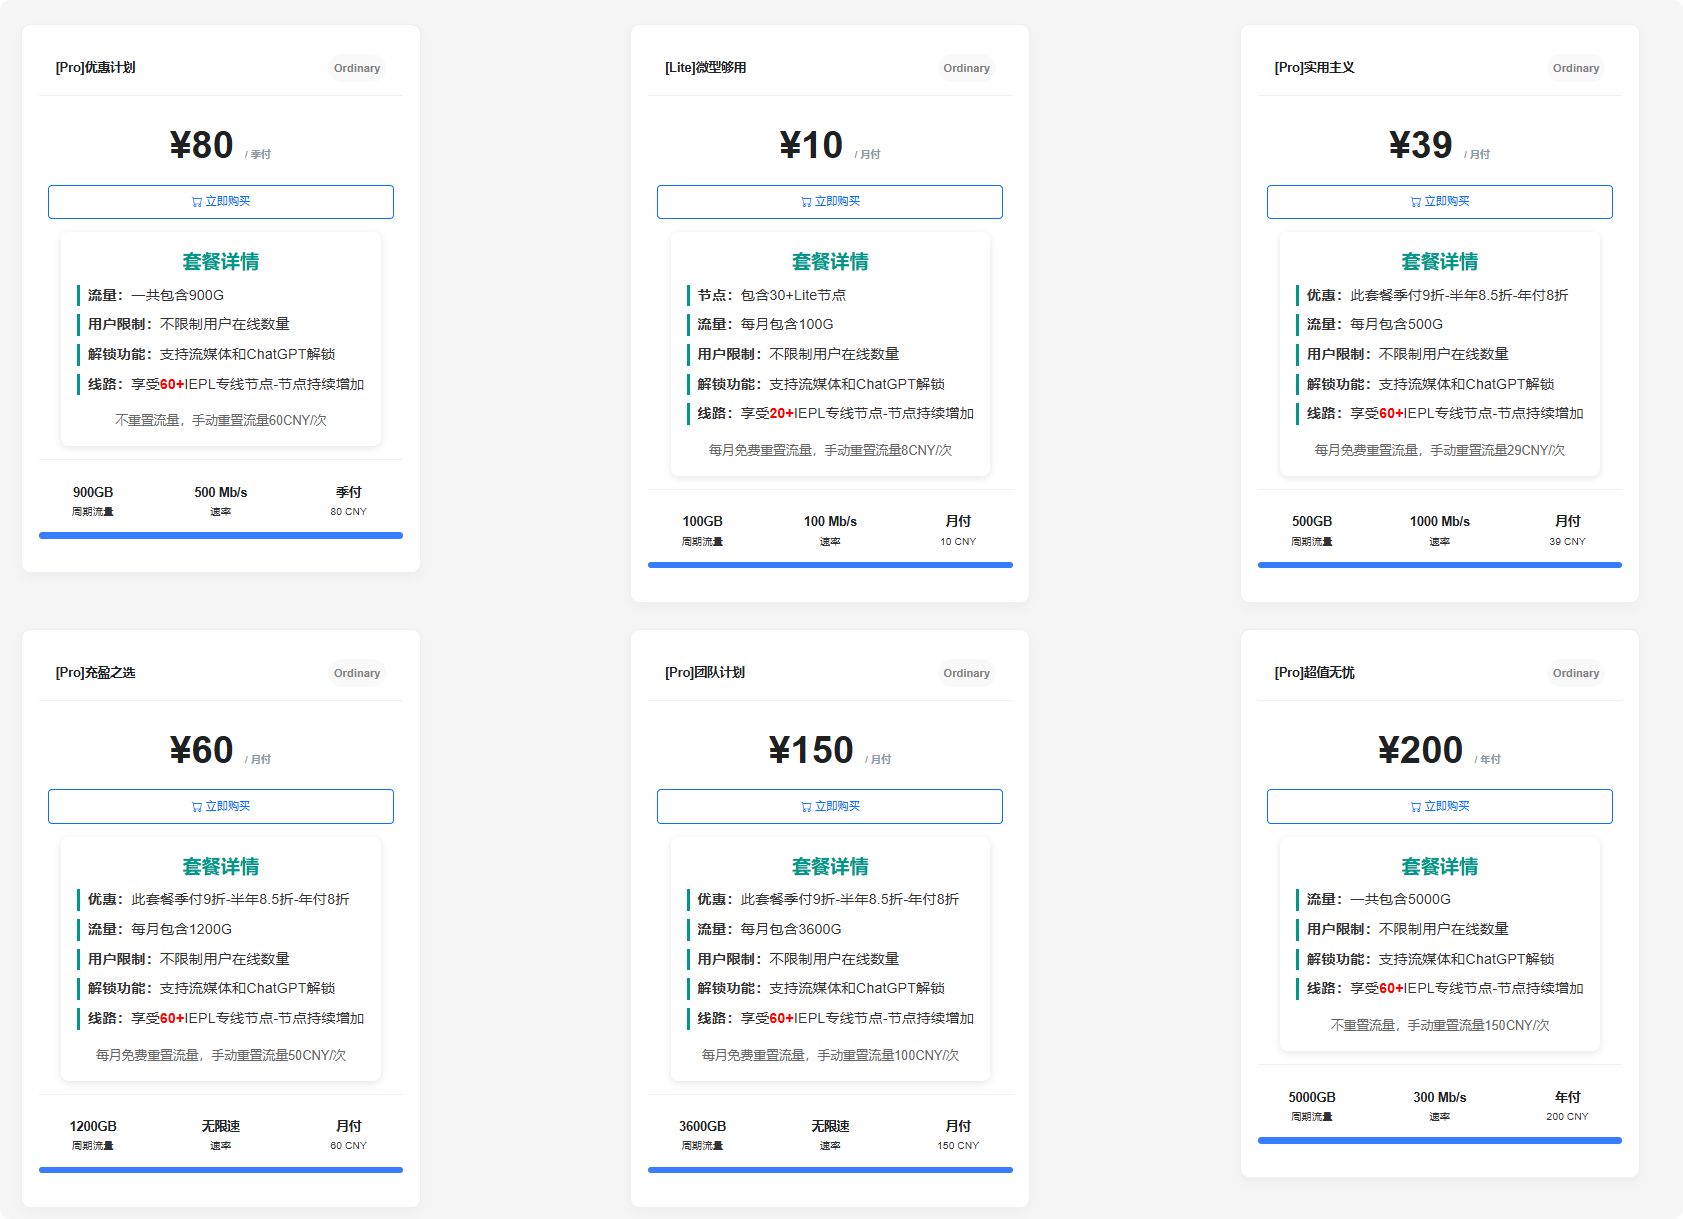 [Pro]优惠计划
Ordinary
¥80 / 季付
立即购买
套餐详情
流量：一共包含900G
用户限制：不限制用户在线数量
解锁功能：支持流媒体和ChatGPT解锁
线路：享受60+IEPL专线节点-节点持续增加
不重置流量，手动重置流量60CNY/次
900GB
周期流量
500 Mb/s
速率
季付
80 CNY
[Lite]微型够用
Ordinary
¥10 / 月付
立即购买
套餐详情
节点：包含30+Lite节点
流量：每月包含100G
用户限制：不限制用户在线数量
解锁功能：支持流媒体和ChatGPT解锁
线路：享受20+IEPL专线节点-节点持续增加
每月免费重置流量，手动重置流量8CNY/次
100GB
周期流量
100 Mb/s
速率
月付
10 CNY
[Pro]实用主义
Ordinary
¥39 / 月付
立即购买
套餐详情
优惠：此套餐季付9折-半年8.5折-年付8折
流量：每月包含500G
用户限制：不限制用户在线数量
解锁功能：支持流媒体和ChatGPT解锁
线路：享受60+IEPL专线节点-节点持续增加
每月免费重置流量，手动重置流量29CNY/次
500GB
周期流量
1000 Mb/s
速率
月付
39 CNY
[Pro]充盈之选
Ordinary
¥60 / 月付
立即购买
套餐详情
优惠：此套餐季付9折-半年8.5折-年付8折
流量：每月包含1200G
用户限制：不限制用户在线数量
解锁功能：支持流媒体和ChatGPT解锁
线路：享受60+IEPL专线节点-节点持续增加
每月免费重置流量，手动重置流量50CNY/次
1200GB
周期流量
无限速
速率
月付
60 CNY
[Pro]团队计划
Ordinary
¥150 / 月付
立即购买
套餐详情
优惠：此套餐季付9折-半年8.5折-年付8折
流量：每月包含3600G
用户限制：不限制用户在线数量
解锁功能：支持流媒体和ChatGPT解锁
线路：享受60+IEPL专线节点-节点持续增加
每月免费重置流量，手动重置流量100CNY/次
3600GB
周期流量
无限速
速率
月付
150 CNY
[Pro]超值无忧
Ordinary
¥200 / 年付
立即购买
套餐详情
流量：一共包含5000G
用户限制：不限制用户在线数量
解锁功能：支持流媒体和ChatGPT解锁
线路：享受60+IEPL专线节点-节点持续增加
不重置流量，手动重置流量150CNY/次
5000GB
周期流量
300 Mb/s
速率
年付
200 CNY